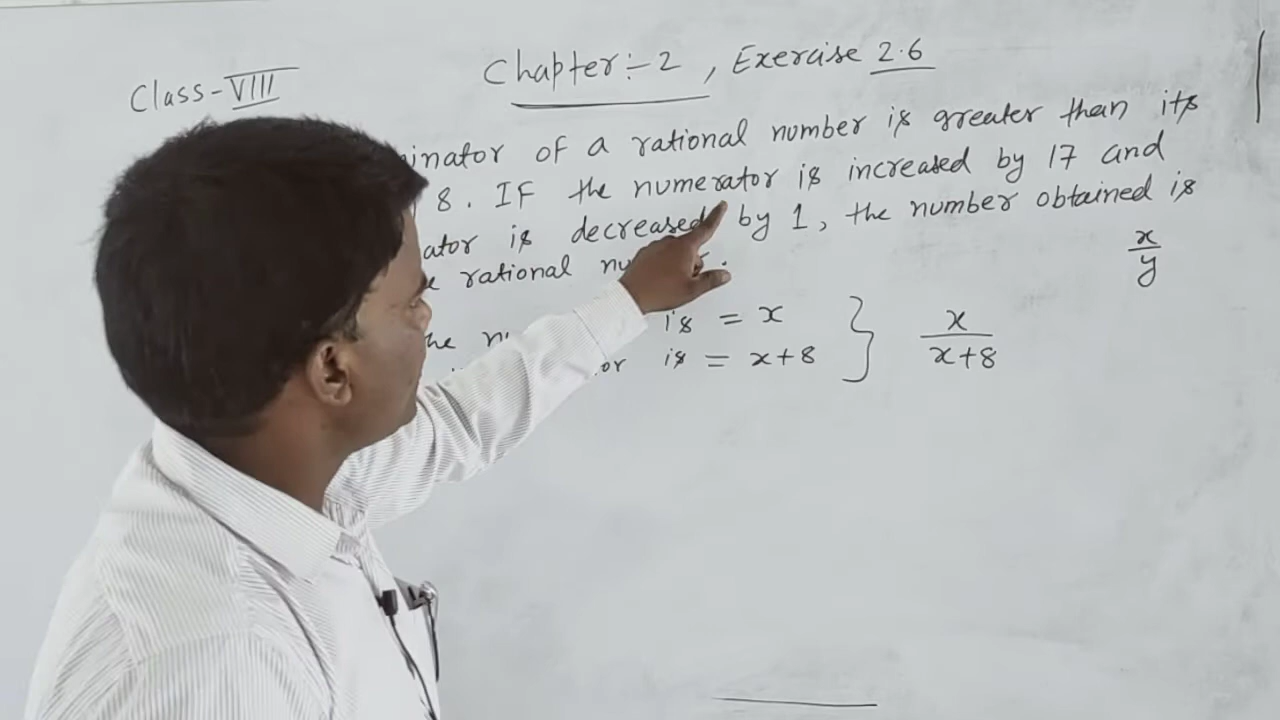 Class-VIII
Chapter:-2, Exercise 2.6
inator of a rational number is greater than its
8. IF the numerator is increased by 17 and
ator is decreased by 1, the number obtained is
rational
x
y
is = x
is = x+8 } x
x+8